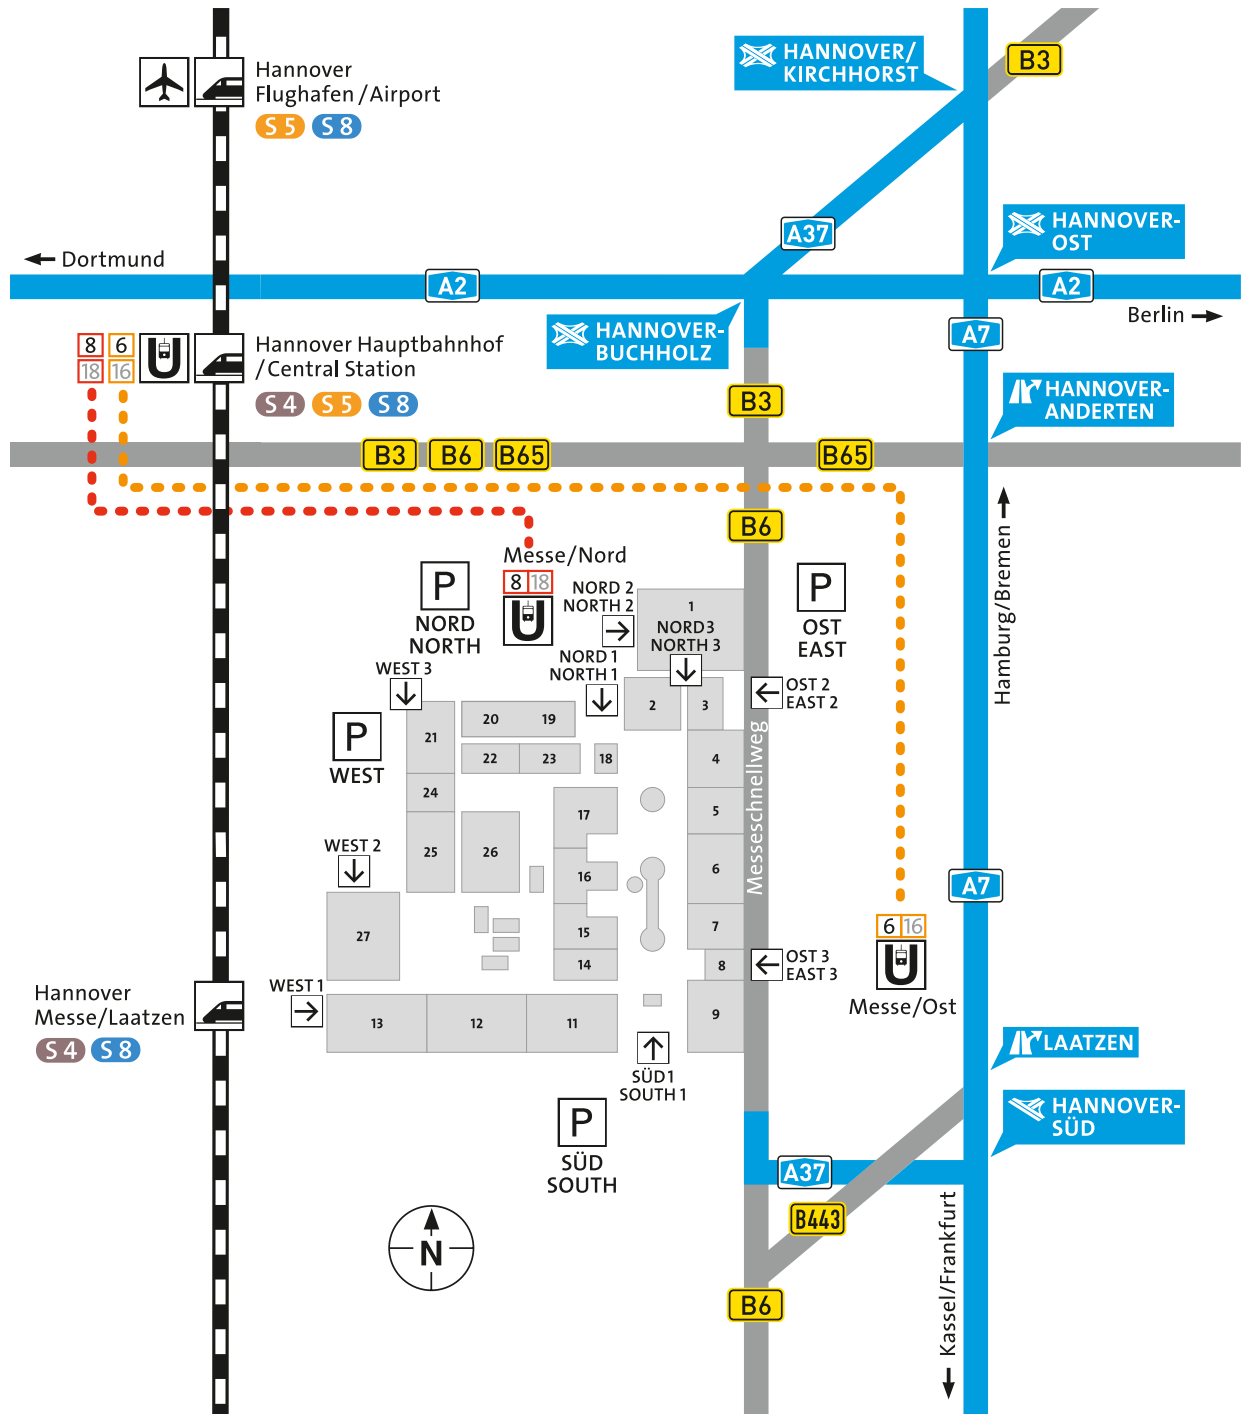 HANNOVER/
KIRCHHORST
B3
Hannover
Flughafen/Airport
S 5 S 8
A37
HANNOVER-
OST
← Dortmund
A2
A2
Berlin →
HANNOVER-
BUCHHOLZ
A7
8 6
18 16
U
Hannover Hauptbahnhof
/Central Station
S 4 S 5 S 8
B3
HANNOVER-
ANDERTEN
B3 B6 B65
B65
B6
Hamburg/Bremen →
Messe/Nord
8 18
U
P
NORD
NORTH
NORD 2
NORTH 2
1
NORD 3
NORTH 3
P
OST
EAST
NORD 1
NORTH 1
WEST 3
OST 2
EAST 2
2
3
P
WEST
21
20
19
22
23
18
4
24
17
5
Messeschnellweg
WEST 2
25
26
16
6
A7
27
15
7
6 16
U
Messe/Ost
14
8
OST 3
EAST 3
WEST 1
Hannover
Messe/Laatzen
S 4 S 8
13
12
11
9
SÜD 1
SOUTH 1
LAATZEN
P
SÜD
SOUTH
HANNOVER-
SÜD
A37
B443
N
B6
← Kassel/Frankfurt